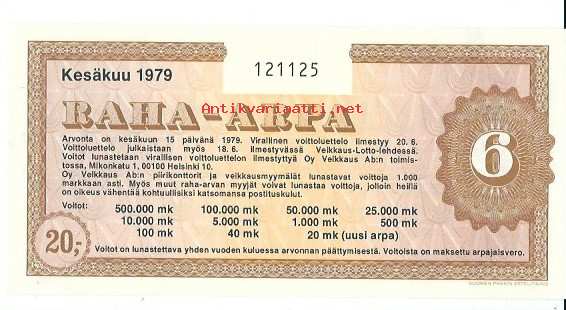 Kesäkuu 1979
121125
RAHA-ARPA
Antikvariaatti.net
Arvonta on kesäkuun 15 päivänä 1979. Virallinen voittoluettelo ilmestyy 20.6.
Voittoluettelo julkaistaan myös 18.6. ilmestyvässä Veikkaus-Lotto-lehdessä.
Voitot lunastetaan virallisen voittoluettelon ilmestyttyä Oy Veikkaus Ab:n toimis-
tossa, Mikonkatu 1, 00100 Helsinki 10.
Oy Veikkaus Ab:n piirikonttorit ja veikkausmyymälät lunastavat voittoja 1.000
markkaan asti. Myös muut raha-arvan myyjät voivat lunastaa voittoja, jolloin heillä
on oikeus vähentää kohtuullisiksi katsomansa postituskulut.
6
Voitot: 500.000 mk 100.000 mk 50.000 mk 25.000 mk
10.000 mk 5.000 mk 1.000 mk 500 mk
100 mk 40 mk 20 mk (uusi arpa)
20,-
Voitot on lunastettava yhden vuoden kuluessa arvonnan päättymisestä. Voitoista on maksettu arpajaisvero.
SUOMEN PANKIN SETELIPAINO